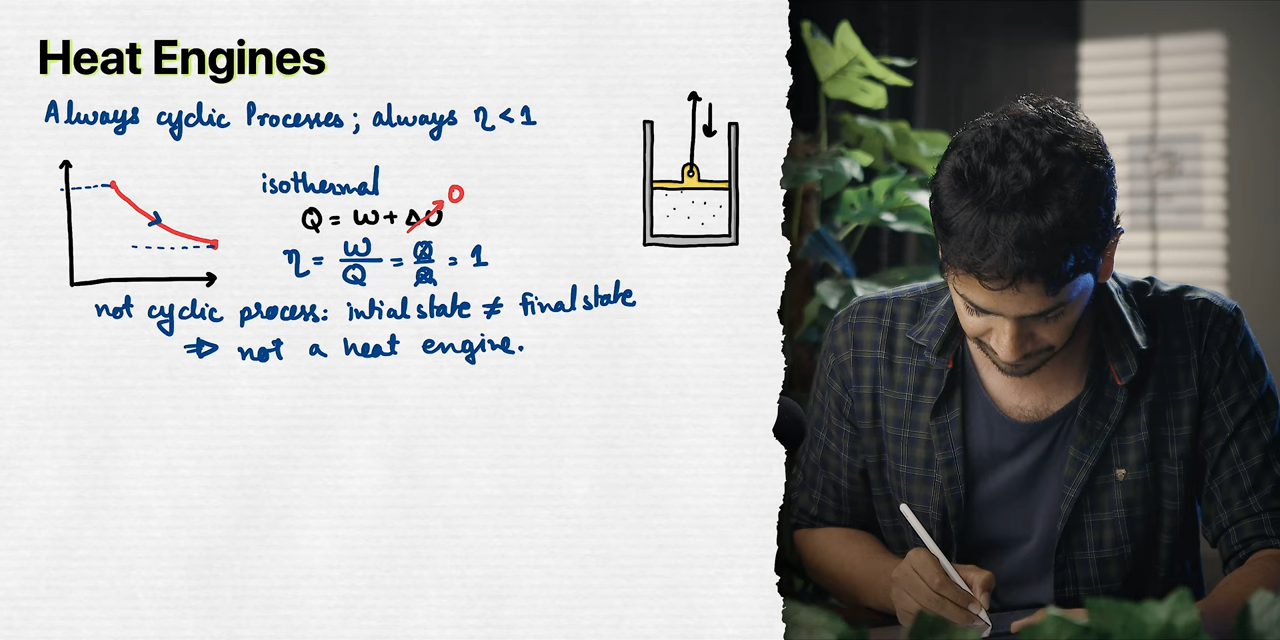 Heat Engines
Always cyclic Processes; always η < 1
isothermal
Q = W + ΔU 0
η = W/Q = Q/Q = 1
not cyclic process: intial state ≠ final state
⇒ not a heat engine.